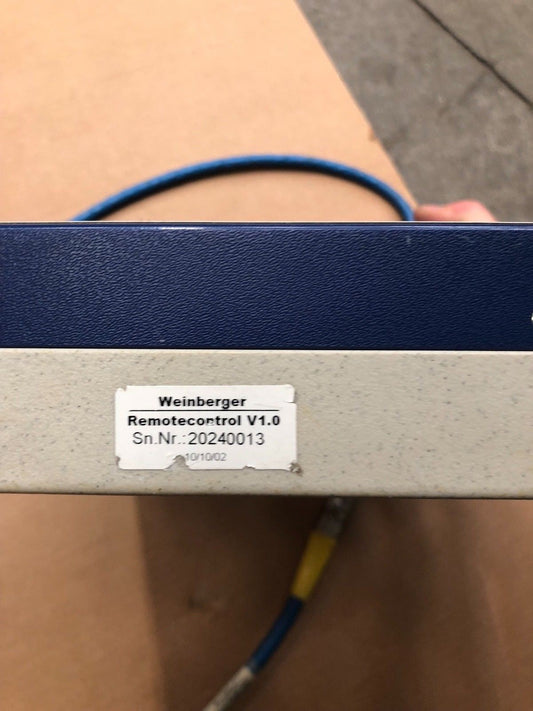 Weinberger
Remotecontrol V1.0
Sn.Nr.:20240013
10/10/02